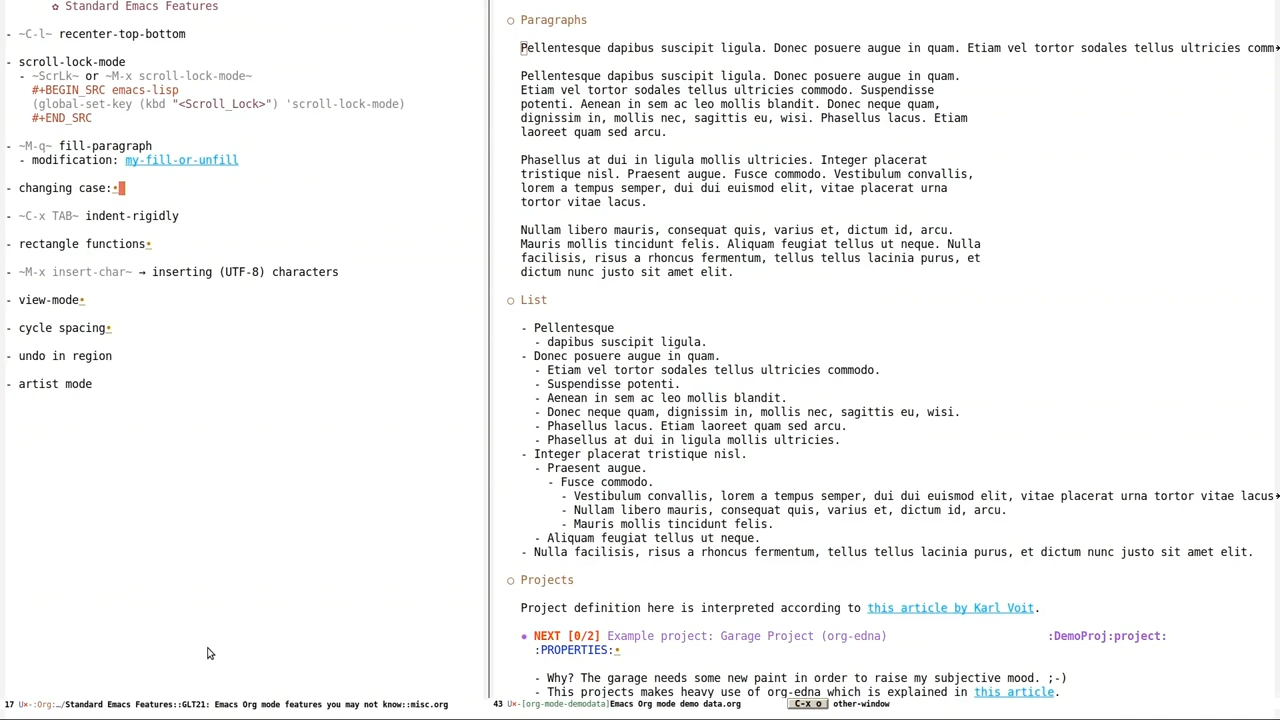 ✿ Standard Emacs Features
- ~C-l~ recenter-top-bottom
- scroll-lock-mode
- ~ScrLk~ or ~M-x scroll-lock-mode~
#+BEGIN_SRC emacs-lisp
(global-set-key (kbd "<Scroll_Lock>") 'scroll-lock-mode)
#+END_SRC
- ~M-q~ fill-paragraph
- modification: my-fill-or-unfill
- changing case:•
- ~C-x TAB~ indent-rigidly
- rectangle functions•
- ~M-x insert-char~ → inserting (UTF-8) characters
- view-mode•
- cycle spacing•
- undo in region
- artist mode
17 U×-:Org:…/Standard Emacs Features::GLT21: Emacs Org mode features you may not know::misc.org
○ Paragraphs
Pellentesque dapibus suscipit ligula. Donec posuere augue in quam. Etiam vel tortor sodales tellus ultricies comm→
Pellentesque dapibus suscipit ligula. Donec posuere augue in quam.
Etiam vel tortor sodales tellus ultricies commodo. Suspendisse
potenti. Aenean in sem ac leo mollis blandit. Donec neque quam,
dignissim in, mollis nec, sagittis eu, wisi. Phasellus lacus. Etiam
laoreet quam sed arcu.
Phasellus at dui in ligula mollis ultricies. Integer placerat
tristique nisl. Praesent augue. Fusce commodo. Vestibulum convallis,
lorem a tempus semper, dui dui euismod elit, vitae placerat urna
tortor vitae lacus.
Nullam libero mauris, consequat quis, varius et, dictum id, arcu.
Mauris mollis tincidunt felis. Aliquam feugiat tellus ut neque. Nulla
facilisis, risus a rhoncus fermentum, tellus tellus lacinia purus, et
dictum nunc justo sit amet elit.
○ List
- Pellentesque
- dapibus suscipit ligula.
- Donec posuere augue in quam.
- Etiam vel tortor sodales tellus ultricies commodo.
- Suspendisse potenti.
- Aenean in sem ac leo mollis blandit.
- Donec neque quam, dignissim in, mollis nec, sagittis eu, wisi.
- Phasellus lacus. Etiam laoreet quam sed arcu.
- Phasellus at dui in ligula mollis ultricies.
- Integer placerat tristique nisl.
- Praesent augue.
- Fusce commodo.
- Vestibulum convallis, lorem a tempus semper, dui dui euismod elit, vitae placerat urna tortor vitae lacus→
- Nullam libero mauris, consequat quis, varius et, dictum id, arcu.
- Mauris mollis tincidunt felis.
- Aliquam feugiat tellus ut neque.
- Nulla facilisis, risus a rhoncus fermentum, tellus tellus lacinia purus, et dictum nunc justo sit amet elit.
○ Projects
Project definition here is interpreted according to this article by Karl Voit.
● NEXT [0/2] Example project: Garage Project (org-edna) :DemoProj:project:
:PROPERTIES:•
- Why? The garage needs some new paint in order to raise my subjective mood. ;-)
- This projects makes heavy use of org-edna which is explained in this article.
43 U×-[org-mode-demodata]Emacs Org mode demo data.org C-x o other-window